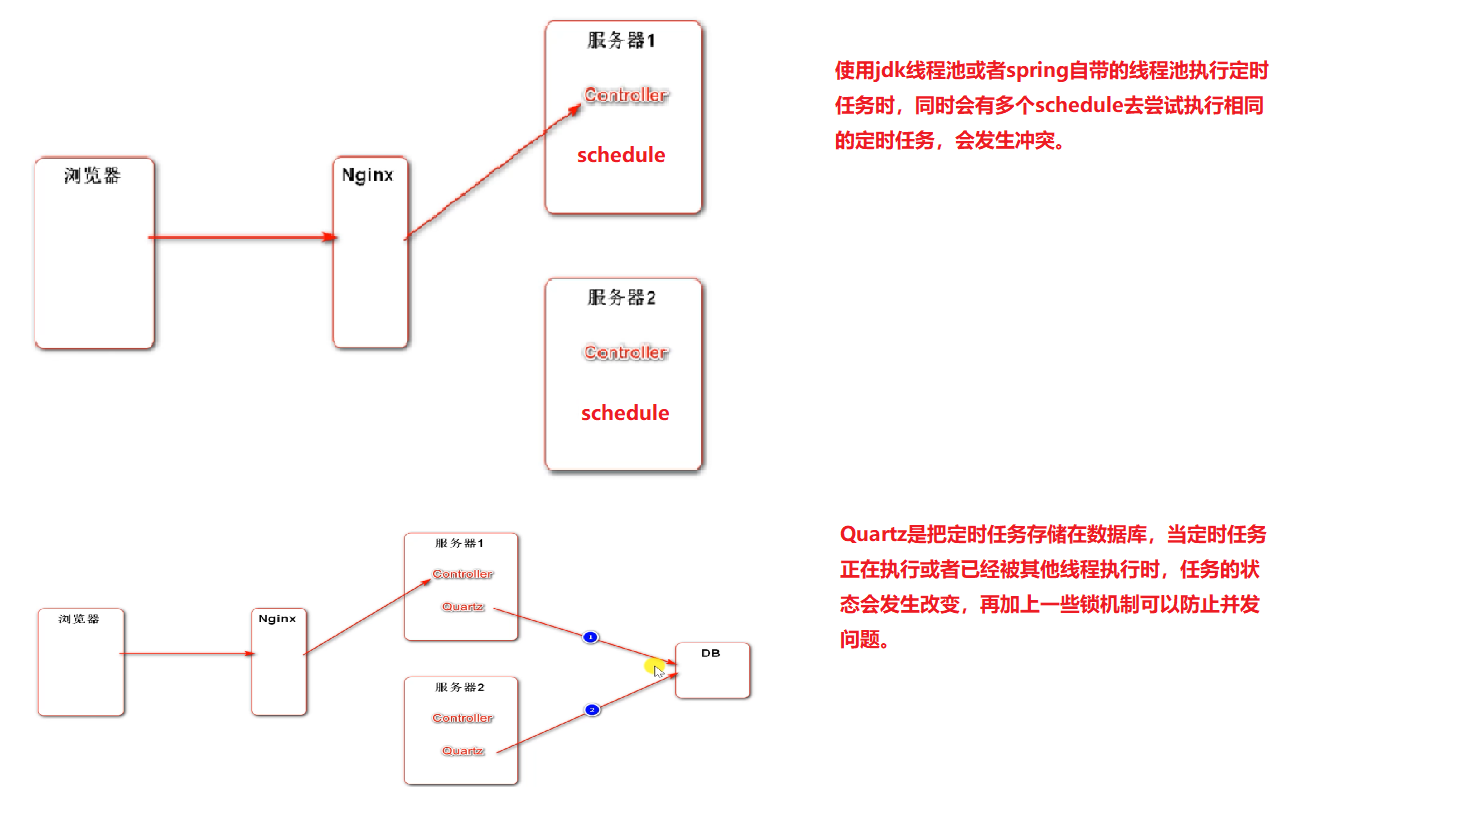 服务器1
Controller
schedule
浏览器
Nginx
服务器2
Controller
schedule
使用jdk线程池或者spring自带的线程池执行定时
任务时，同时会有多个schedule去尝试执行相同
的定时任务，会发生冲突。
服务器1
Controller
Quartz
浏览器
Nginx
1
DB
服务器2
2
Controller
Quartz
Quartz是把定时任务存储在数据库，当定时任务
正在执行或者已经被其他线程执行时，任务的状
态会发生改变，再加上一些锁机制可以防止并发
问题。